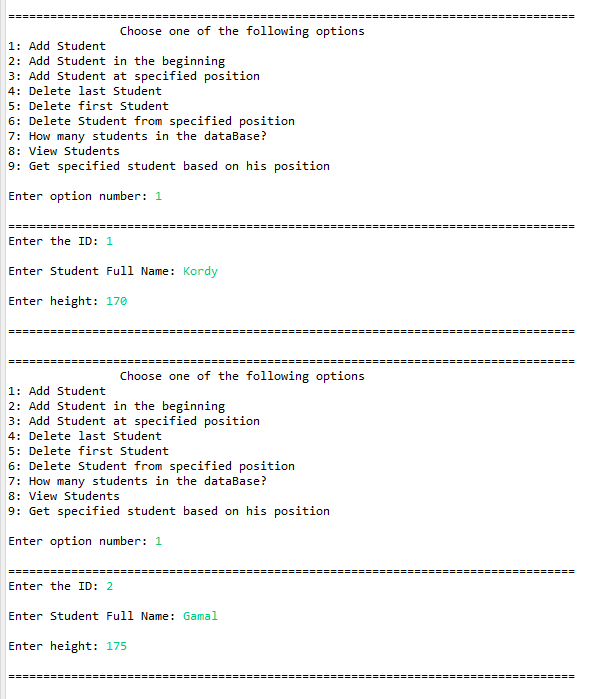 =================================================================================
Choose one of the following options
1: Add Student
2: Add Student in the beginning
3: Add Student at specified position
4: Delete last Student
5: Delete first Student
6: Delete Student from specified position
7: How many students in the dataBase?
8: View Students
9: Get specified student based on his position
Enter option number: 1
=================================================================================
Enter the ID: 1
Enter Student Full Name: Kordy
Enter height: 170
=================================================================================
=================================================================================
Choose one of the following options
1: Add Student
2: Add Student in the beginning
3: Add Student at specified position
4: Delete last Student
5: Delete first Student
6: Delete Student from specified position
7: How many students in the dataBase?
8: View Students
9: Get specified student based on his position
Enter option number: 1
=================================================================================
Enter the ID: 2
Enter Student Full Name: Gamal
Enter height: 175
=================================================================================